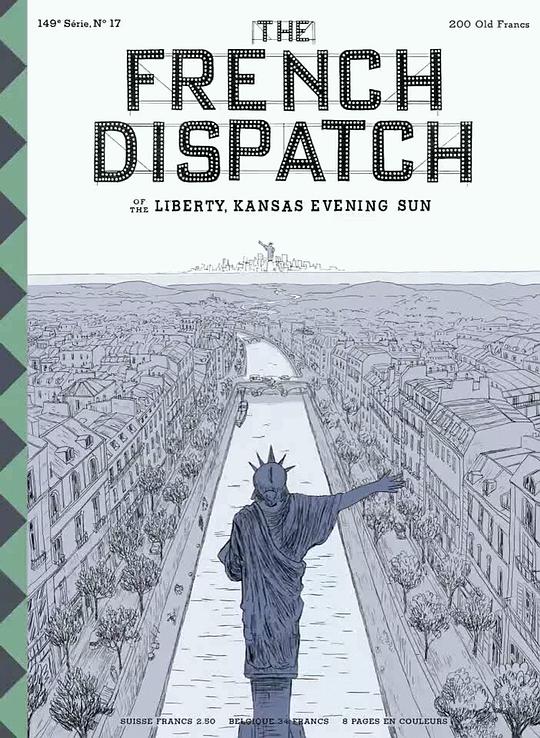 149e Série, No 17
200 Old Francs
THE
FRENCH
DISPATCH
OF THE LIBERTY, KANSAS EVENING SUN
SUISSE FRANCS 2.50 BELGIQUE 34 FRANCS 8 PAGES EN COULEURS